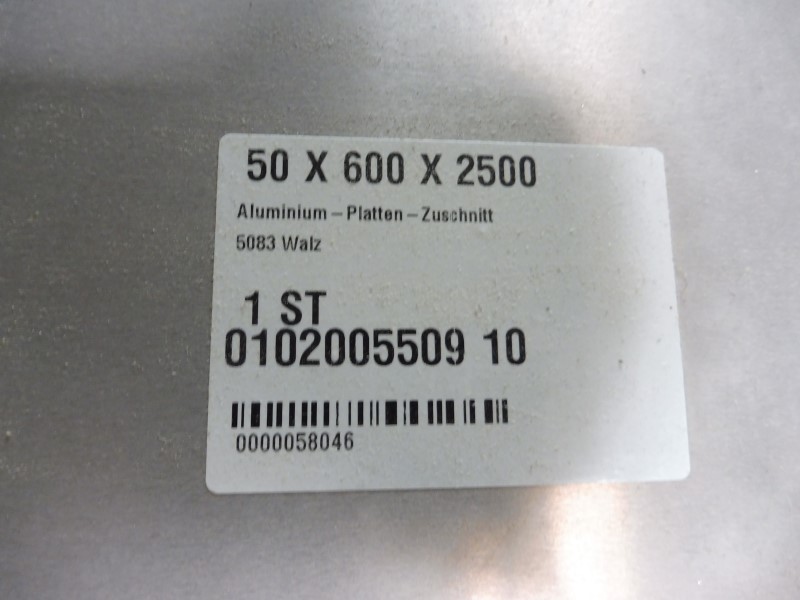 50 X 600 X 2500
Aluminium – Platten – Zuschnitt
5083 Walz
1 ST
0102005509 10
0000058046